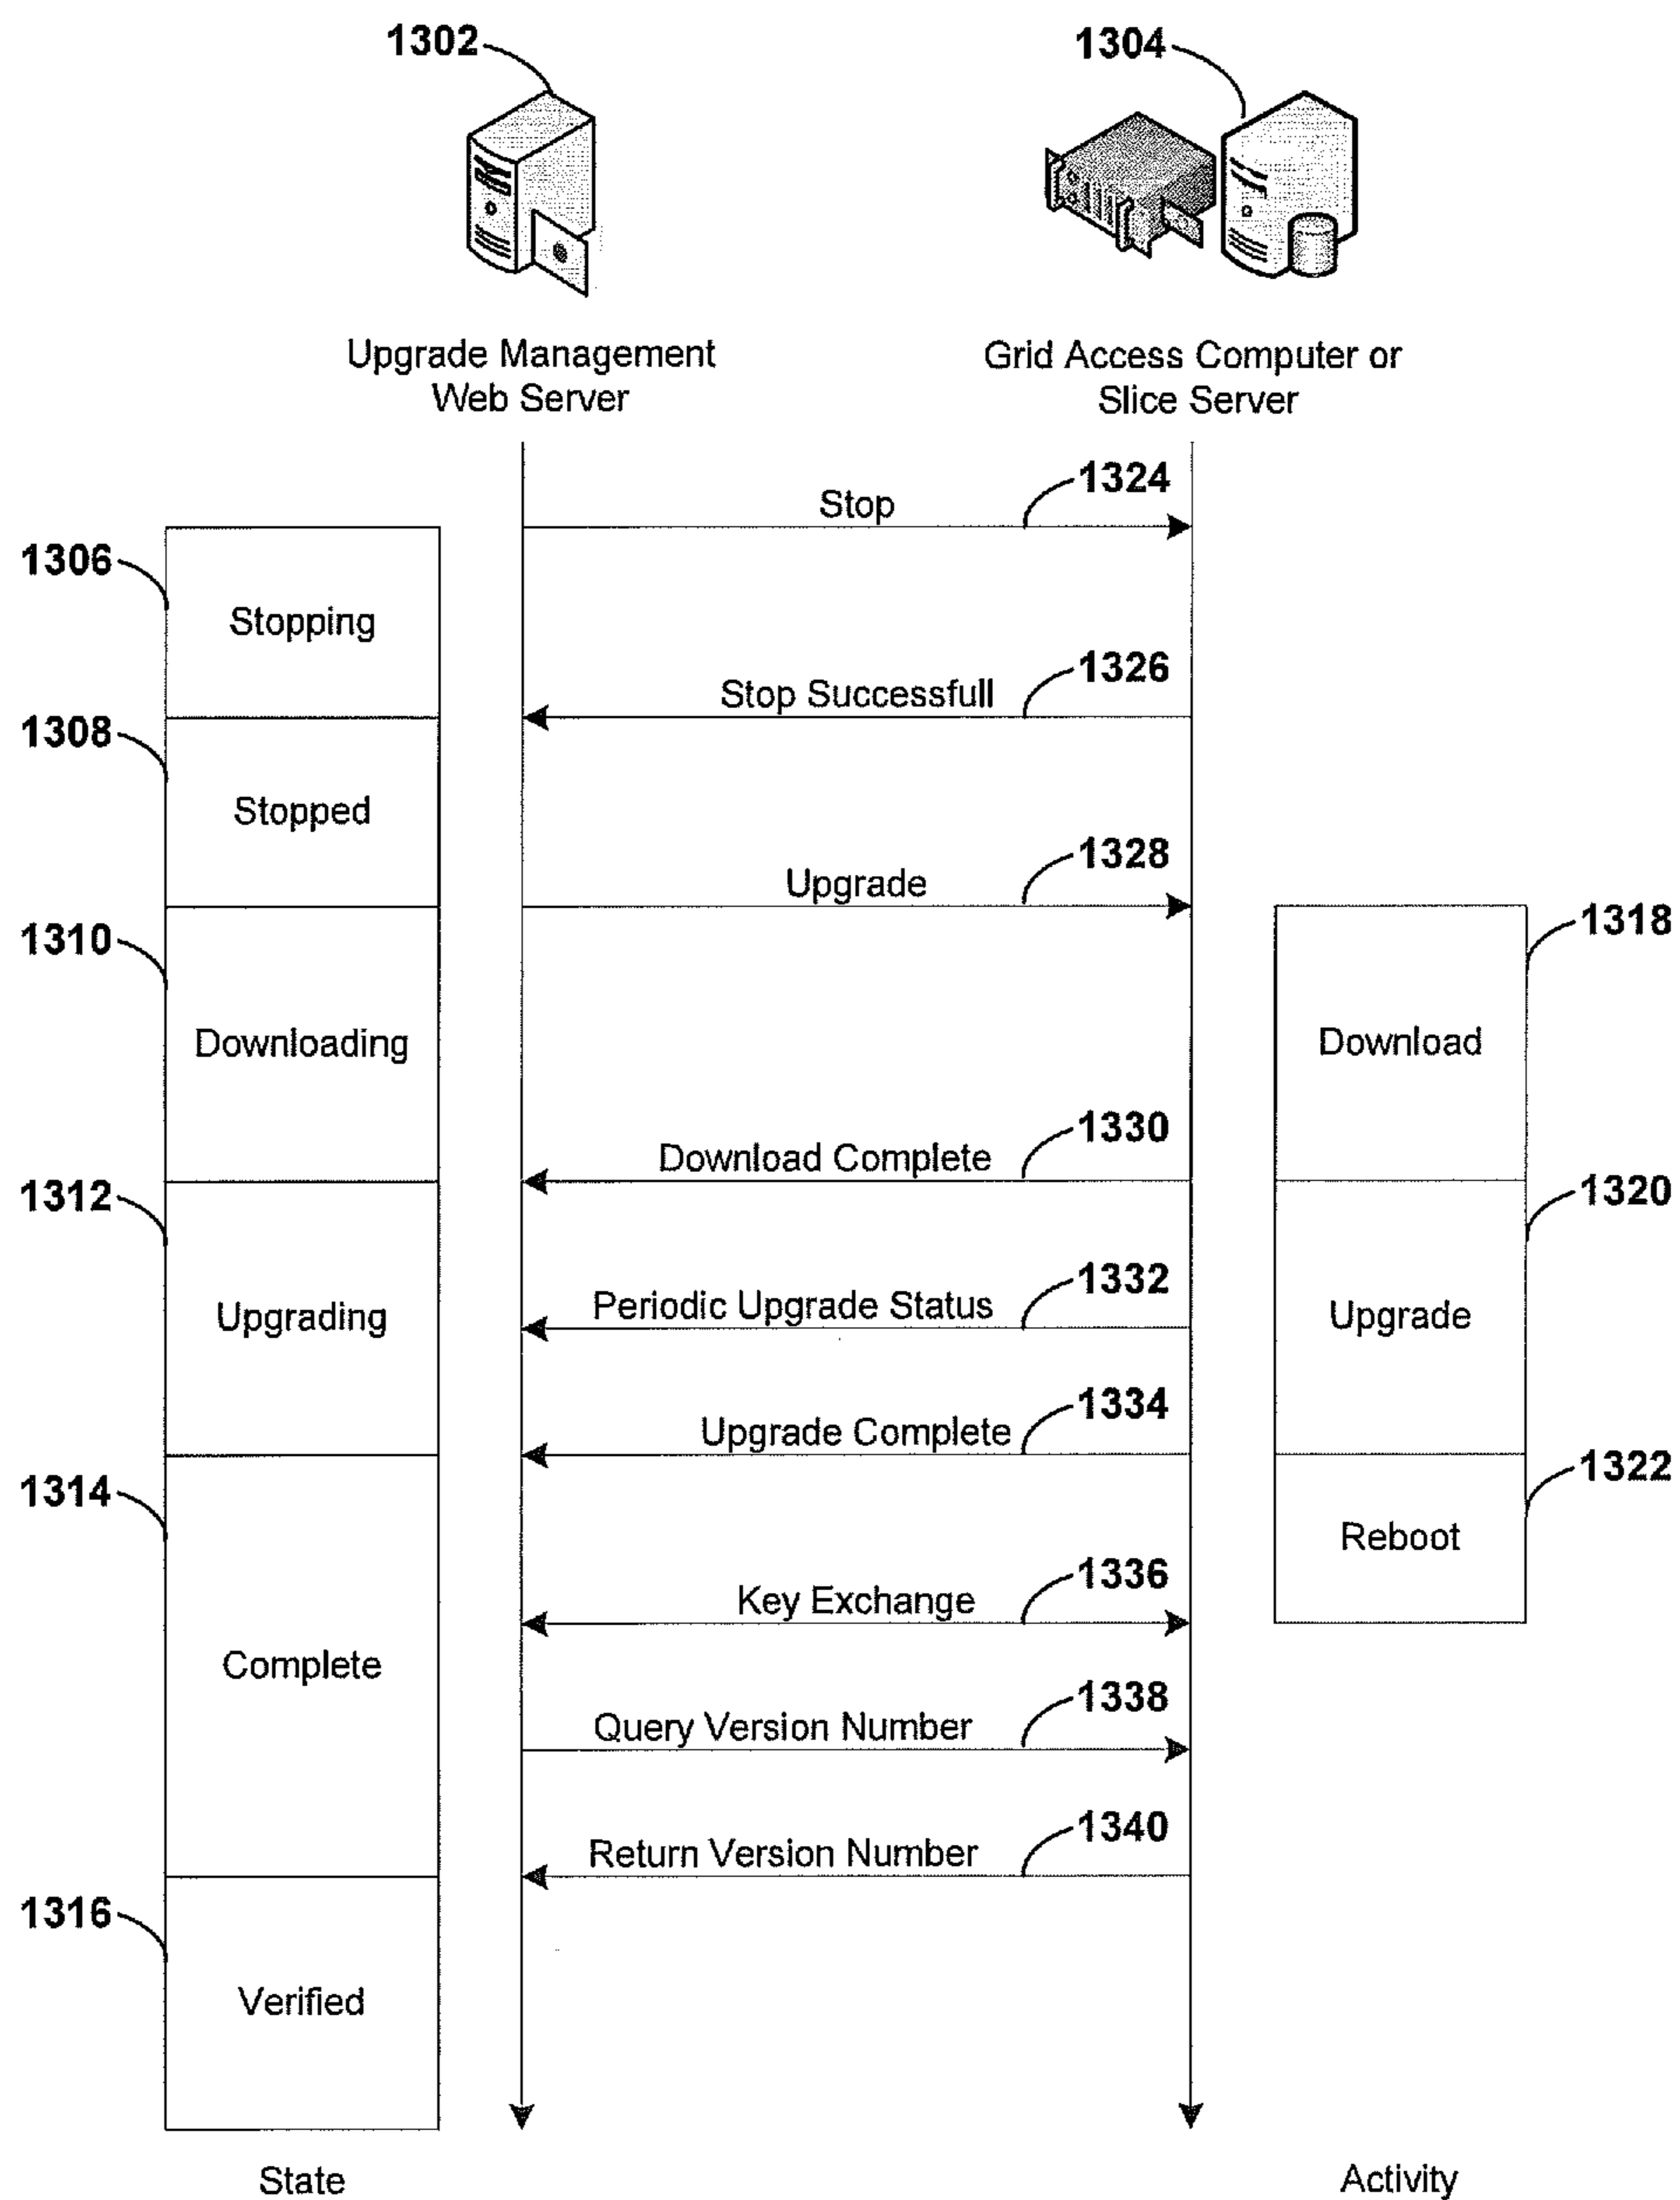 1302
1304
Upgrade Management
Web Server
Grid Access Computer or
Slice Server
1324
Stop
1306
Stopping
1326
Stop Successfull
1308
Stopped
1328
Upgrade
1310
1318
Downloading
Download
1330
Download Complete
1312
1320
1332
Periodic Upgrade Status
Upgrading
Upgrade
1334
Upgrade Complete
1314
1322
Reboot
1336
Key Exchange
Complete
1338
Query Version Number
1340
Return Version Number
1316
Verified
State
Activity